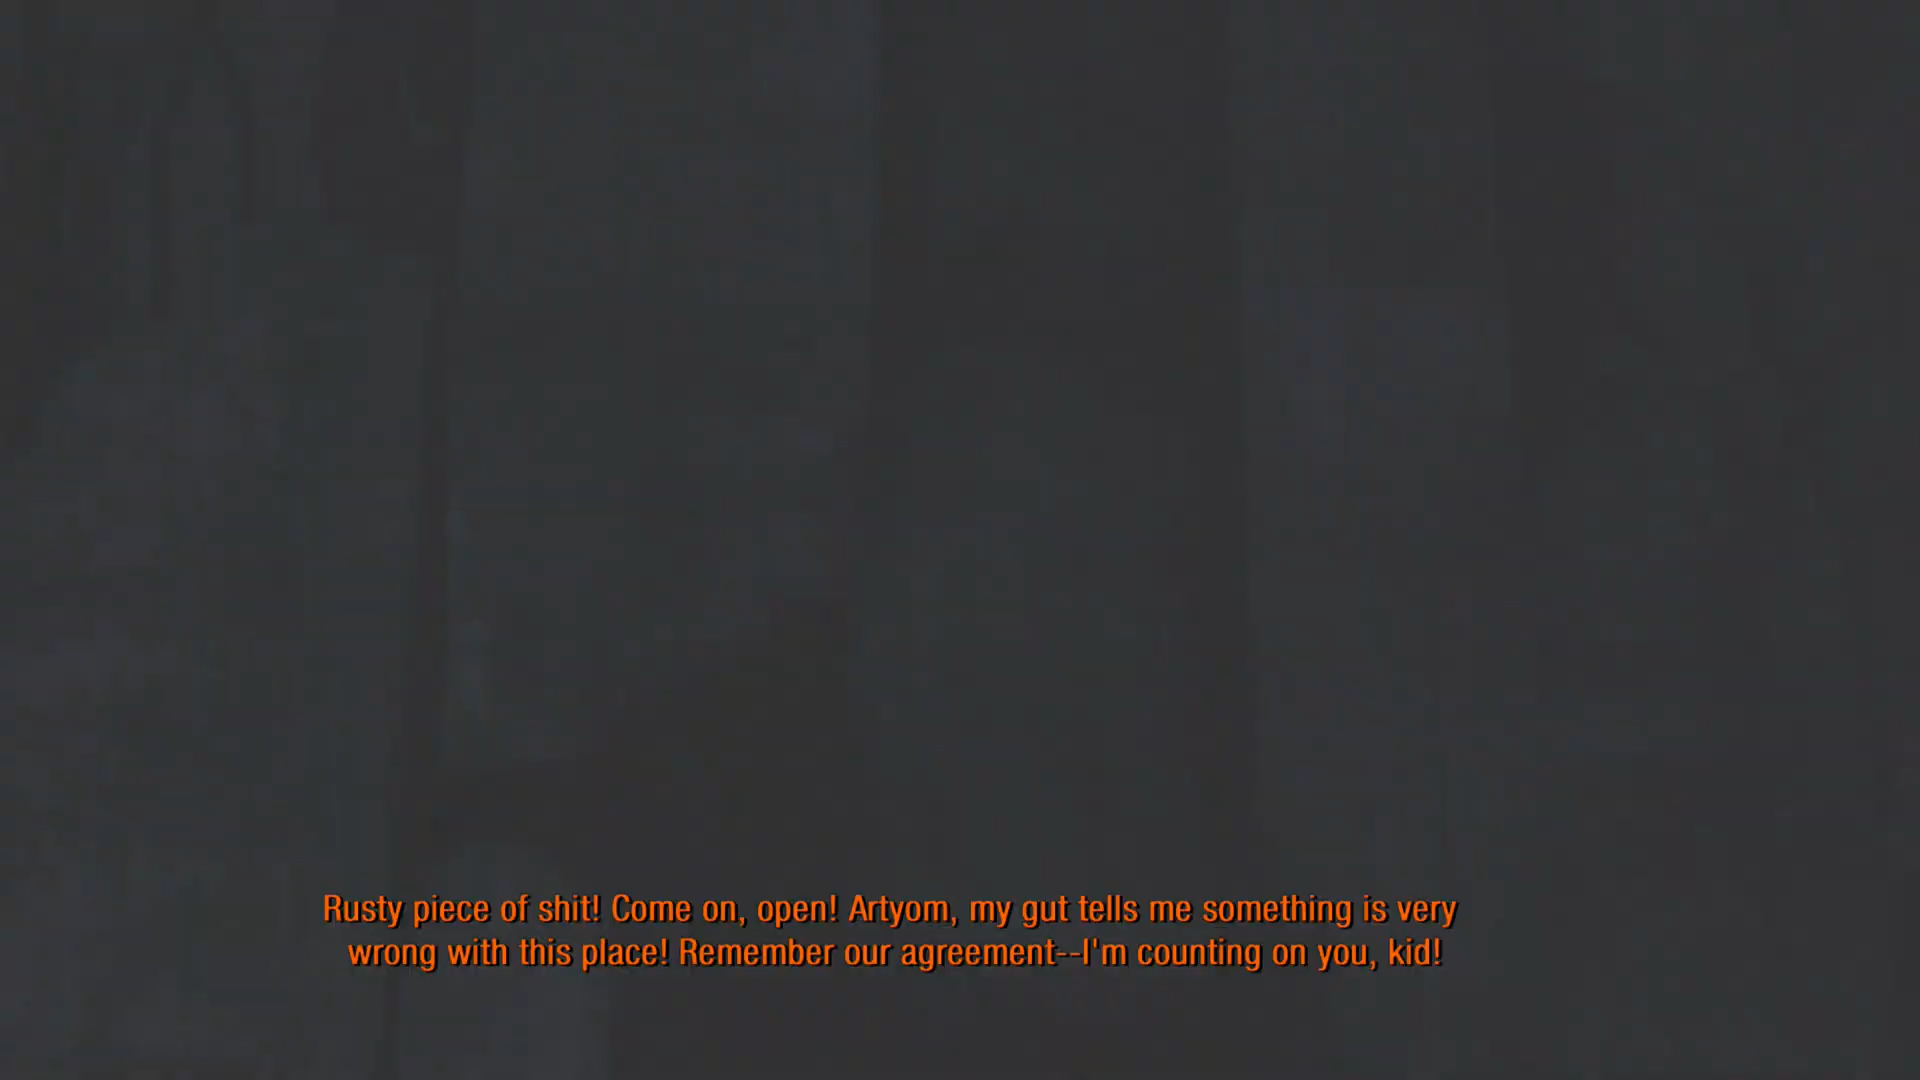 Rusty piece of shit! Come on, open! Artyom, my gut tells me something is very
wrong with this place! Remember our agreement--I'm counting on you, kid!